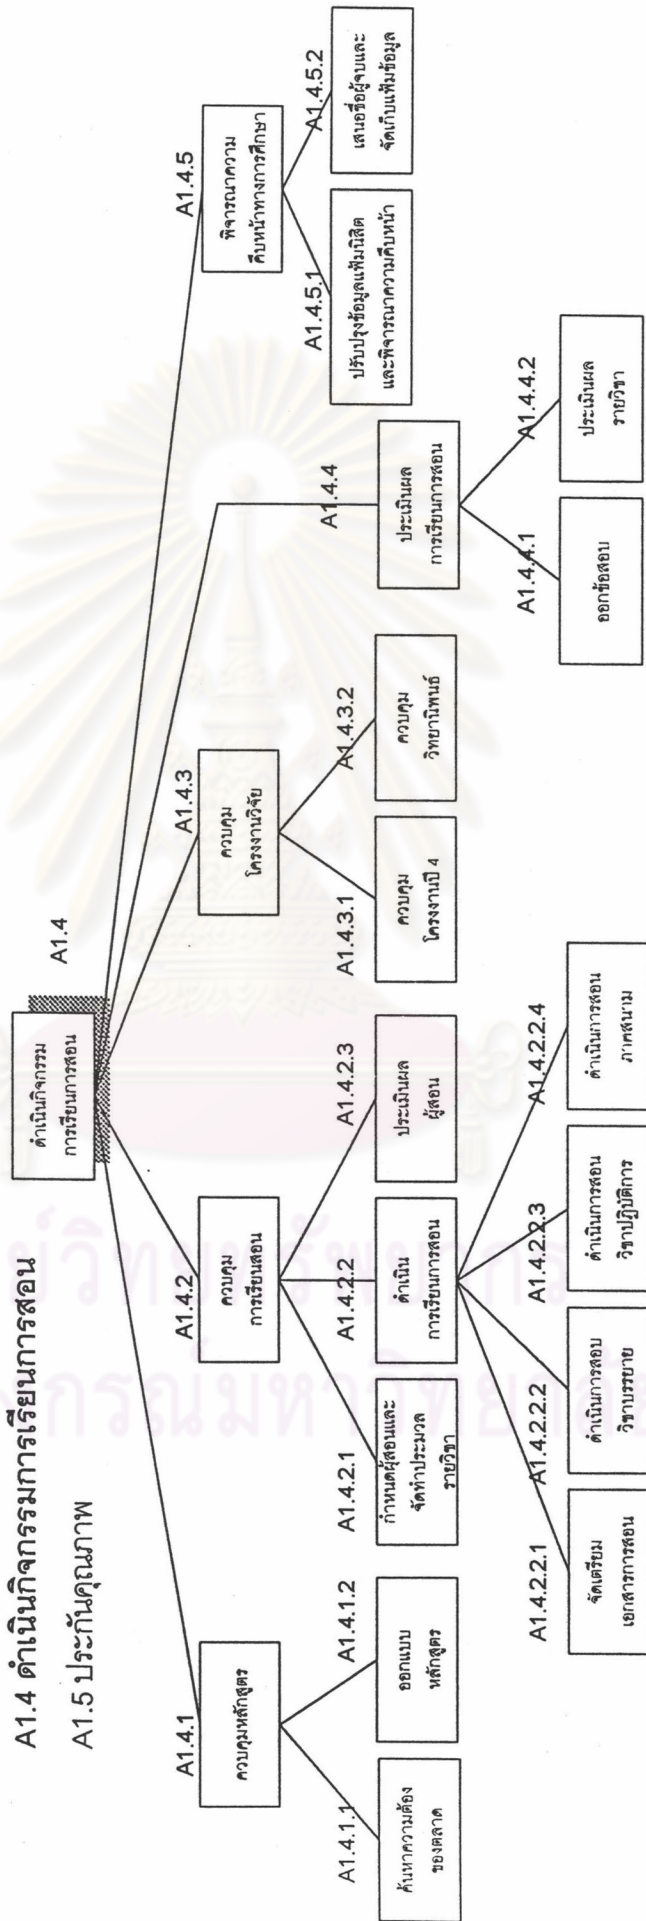 A1.4 ดำเนินกิจกรรมการเรียนการสอน
A1.5 ประกันคุณภาพ
ดำเนินกิจกรรม
การเรียนการสอน
A1.4
A1.4.1
ควบคุมหลักสูตร
A1.4.2
ควบคุม
การเรียนสอน
A1.4.3
ควบคุม
โครงงานวิจัย
A1.4.5
พิจารณาความ
คืบหน้าทางการศึกษา
A1.4.1.1
ค้นหาความต้อง
ของตลาด
A1.4.1.2
ออกแบบ
หลักสูตร
A1.4.2.1
กำหนดผู้สอนและ
จัดทำประมวล
รายวิชา
A1.4.2.2
ดำเนิน
การเรียนการสอน
A1.4.2.3
ประเมินผล
ผู้สอน
A1.4.3.1
ควบคุม
โครงงานปี 4
A1.4.3.2
ควบคุม
วิทยานิพนธ์
A1.4.4
ประเมินผล
การเรียนการสอน
A1.4.5.1
ปรับปรุงข้อมูลแฟ้มนิสิต
และพิจารณาความคืบหน้า
A1.4.5.2
เสนอชื่อผู้จบและ
จัดเก็บแฟ้มข้อมูล
A1.4.2.2.1
จัดเตรียม
เอกสารการสอน
A1.4.2.2.2
ดำเนินการสอบ
วิชาบรรยาย
A1.4.2.2.3
ดำเนินการสอน
วิชาปฏิบัติการ
A1.4.2.2.4
ดำเนินการสอน
ภาคสนาม
A1.4.4.1
ออกข้อสอบ
A1.4.4.2
ประเมินผล
รายวิชา
ย์วิทยทรัพยากร
งกรณ์มหาวิทยาลัย